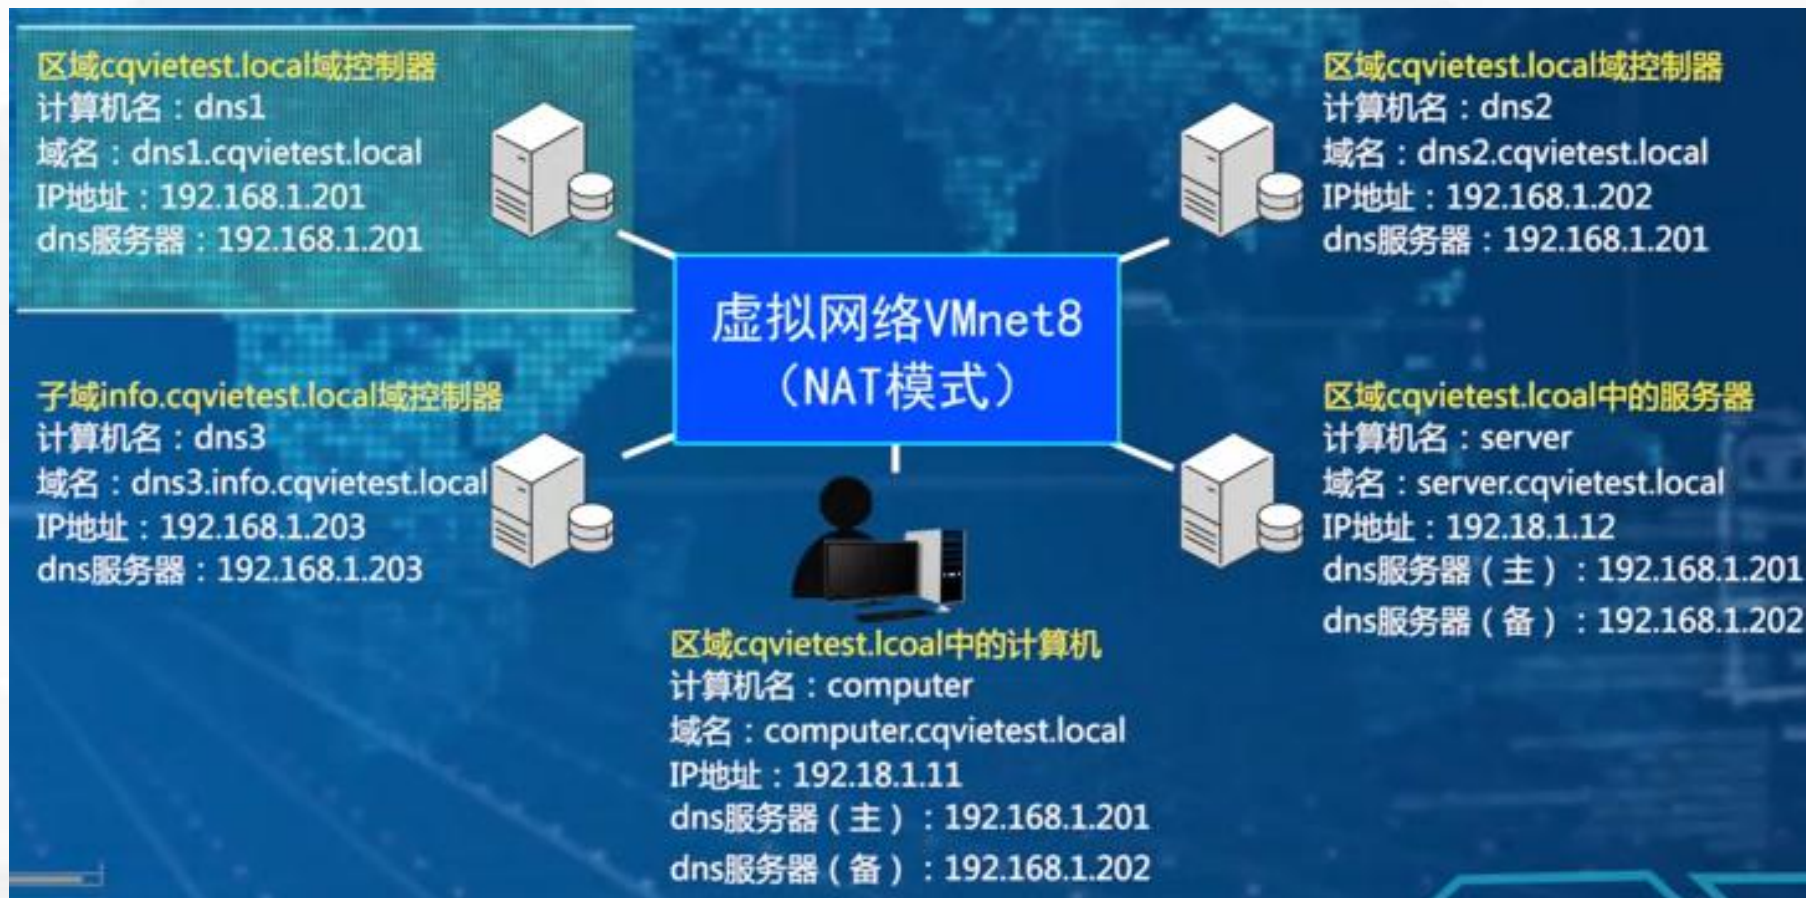 区域cqvietest.local域控制器
计算机名：dns1
域名：dns1.cqvietest.local
IP地址：192.168.1.201
dns服务器：192.168.1.201
区域cqvietest.local域控制器
计算机名：dns2
域名：dns2.cqvietest.local
IP地址：192.168.1.202
dns服务器：192.168.1.201
虚拟网络VMnet8
（NAT模式）
子域info.cqvietest.local域控制器
计算机名：dns3
域名：dns3.info.cqvietest.local
IP地址：192.168.1.203
dns服务器：192.168.1.203
区域cqvietest.lcoal中的服务器
计算机名：server
域名：server.cqvietest.local
IP地址：192.18.1.12
dns服务器（主）：192.168.1.201
dns服务器（备）：192.168.1.202
区域cqvietest.lcoal中的计算机
计算机名：computer
域名：computer.cqvietest.local
IP地址：192.18.1.11
dns服务器（主）：192.168.1.201
dns服务器（备）：192.168.1.202